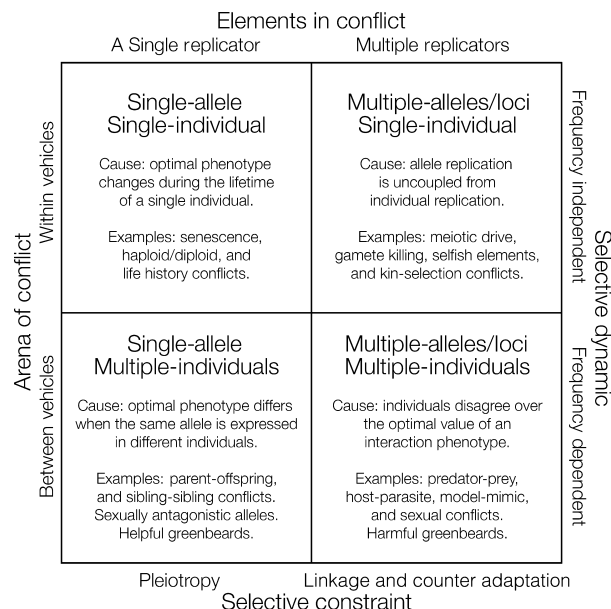 Elements in conflict
A Single replicator
Multiple replicators
Arena of conflict
Within vehicles
Single-allele
Single-individual
Cause: optimal phenotype
changes during the lifetime
of a single individual.
Examples: senescence,
haploid/diploid, and
life history conflicts.
Multiple-alleles/loci
Single-individual
Cause: allele replication
is uncoupled from
individual replication.
Examples: meiotic drive,
gamete killing, selfish elements,
and kin-selection conflicts.
Frequency independent
Selective dynamic
Between vehicles
Single-allele
Multiple-individuals
Cause: optimal phenotype differs
when the same allele is expressed
in different individuals.
Examples: parent-offspring,
and sibling-sibling conflicts.
Sexually antagonistic alleles.
Helpful greenbeards.
Multiple-alleles/loci
Multiple-individuals
Cause: individuals disagree over
the optimal value of an
interaction phenotype.
Examples: predator-prey,
host-parasite, model-mimic,
and sexual conflicts.
Harmful greenbeards.
Frequency dependent
Pleiotropy
Linkage and counter adaptation
Selective constraint